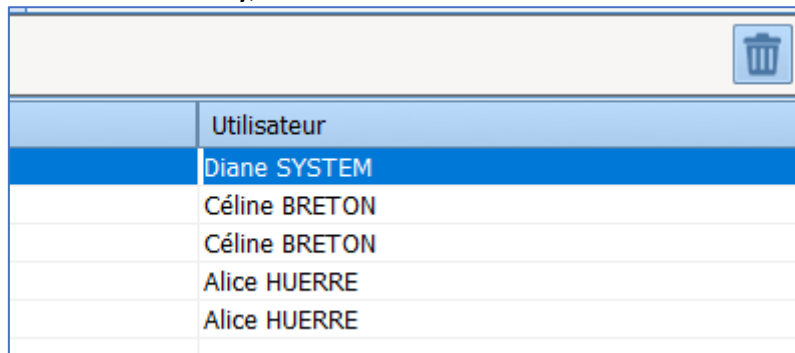 Utilisateur
Diane SYSTEM
Céline BRETON
Céline BRETON
Alice HUERRE
Alice HUERRE